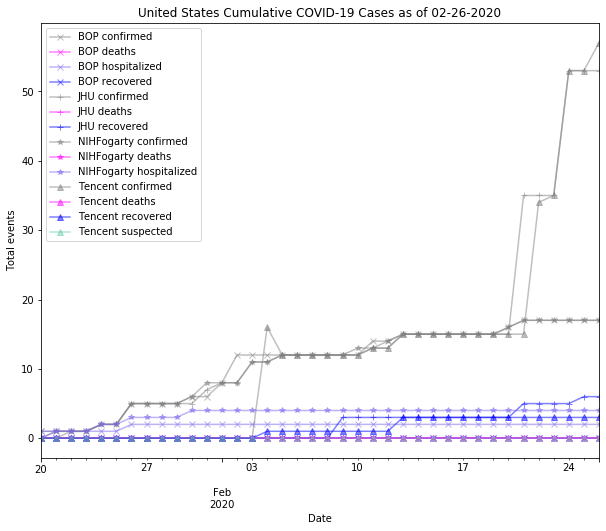 United States Cumulative COVID-19 Cases as of 02-26-2020
BOP confirmed
BOP deaths
BOP hospitalized
BOP recovered
JHU confirmed
JHU deaths
JHU recovered
NIHFogarty confirmed
NIHFogarty deaths
NIHFogarty hospitalized
Tencent confirmed
Tencent deaths
Tencent recovered
Tencent suspected
Total events
50
40
30
20
10
0
20
27
03
10
17
24
Feb
2020
Date